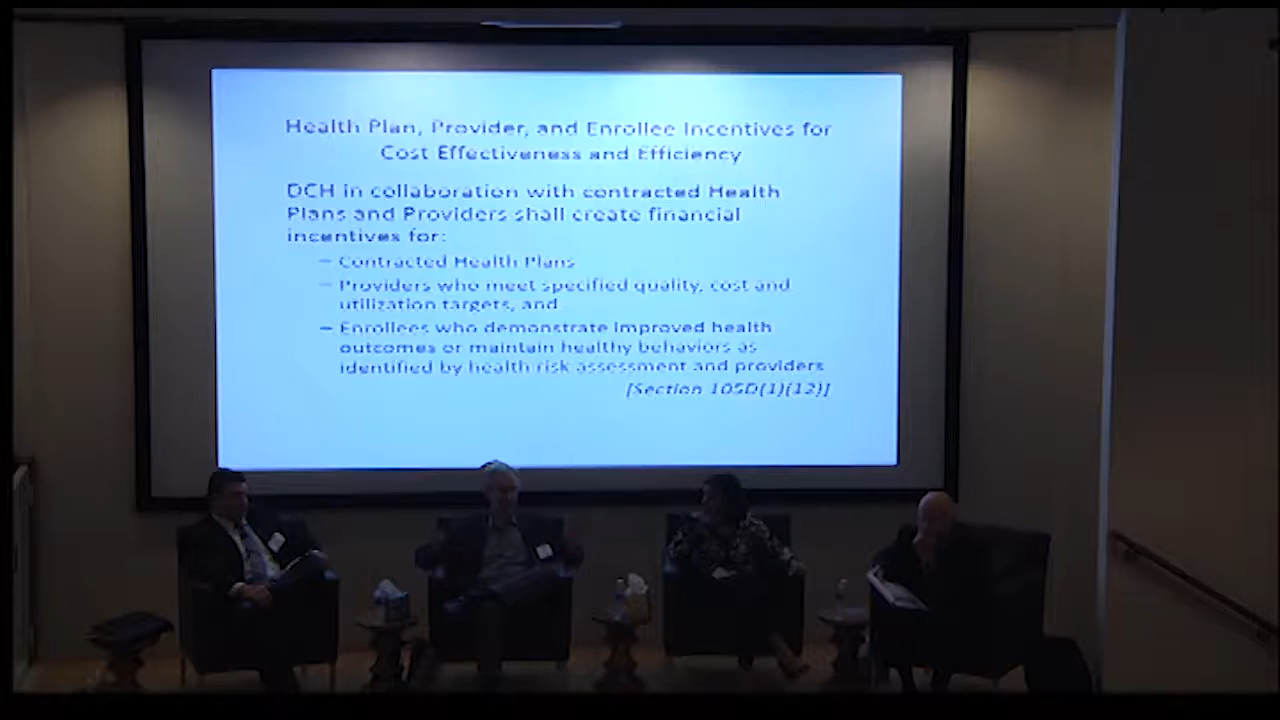 Health Plan, Provider, and Enrollee Incentives for
Cost Effectiveness and Efficiency
DCH in collaboration with contracted Health
Plans and Providers shall create financial
incentives for:
– Contracted Health Plans
– Providers who meet specified quality, cost and
utilization targets, and
– Enrollees who demonstrate improved health
outcomes or maintain healthy behaviors as
identified by health risk assessment and providers
[Section 105D(1)(12)]